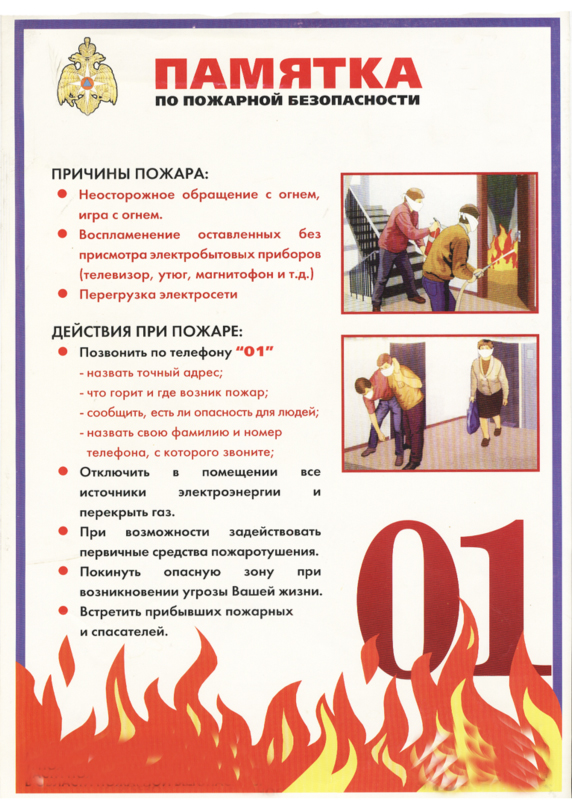 ПАМЯТКА
ПО ПОЖАРНОЙ БЕЗОПАСНОСТИ
ПРИЧИНЫ ПОЖАРА:
Неосторожное обращение с огнем,
игра с огнем.
Воспламенение оставленных без
присмотра электробытовых приборов
(телевизор, утюг, магнитофон и т.д.)
Перегрузка электросети
ДЕЙСТВИЯ ПРИ ПОЖАРЕ:
Позвонить по телефону “01”
- назвать точный адрес;
- что горит и где возник пожар;
- сообщить, есть ли опасность для людей;
- назвать свою фамилию и номер
телефона, с которого звоните;
Отключить в помещении все
источники электроэнергии и
перекрыть газ.
При возможности задействовать
первичные средства пожаротушения.
Покинуть опасную зону при
возникновении угрозы Вашей жизни.
Встретить прибывших пожарных
и спасателей.
01